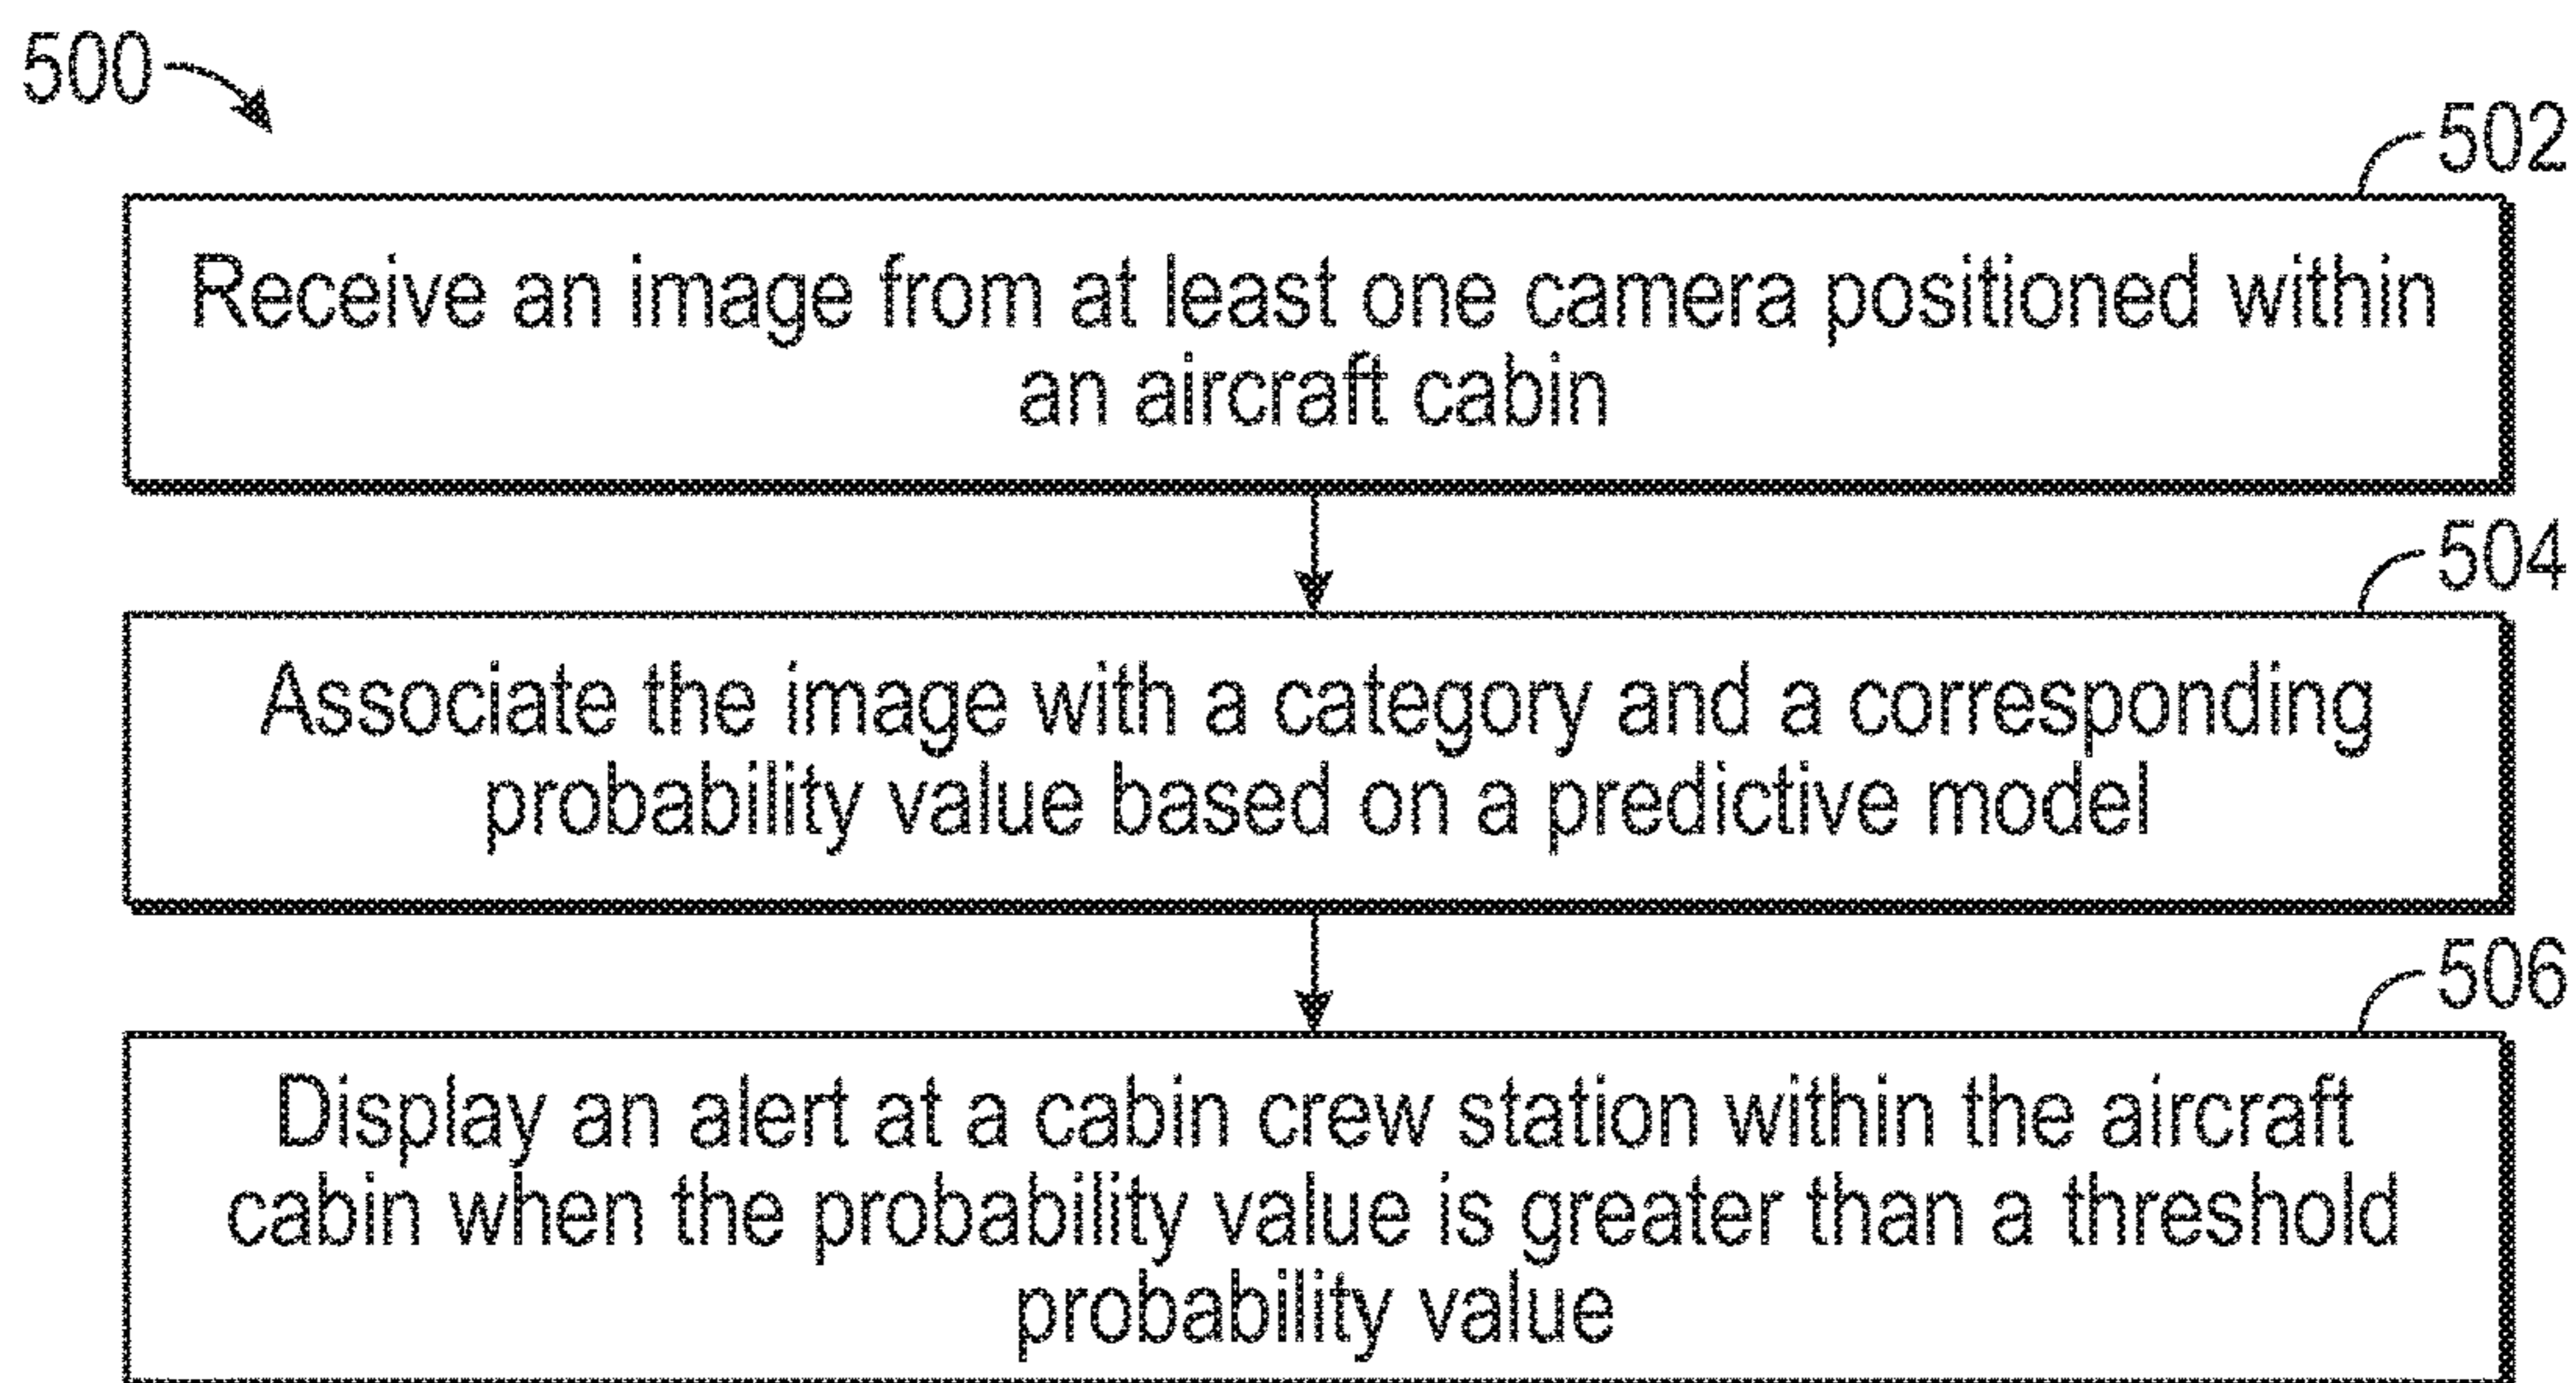 500
502
Receive an image from at least one camera positioned within
an aircraft cabin
504
Associate the image with a category and a corresponding
probability value based on a predictive model
506
Display an alert at a cabin crew station within the aircraft
cabin when the probability value is greater than a threshold
probability value